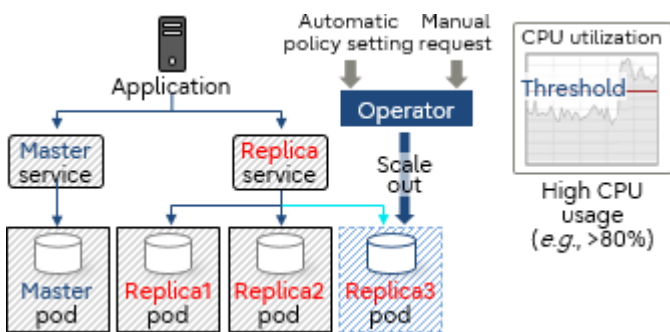 Automatic
policy setting
Manual
request
CPU utilization
Threshold
Application
Operator
Master
service
Replica
service
Scale
out
High CPU
usage
(e.g., >80%)
Master
pod
Replica1
pod
Replica2
pod
Replica3
pod